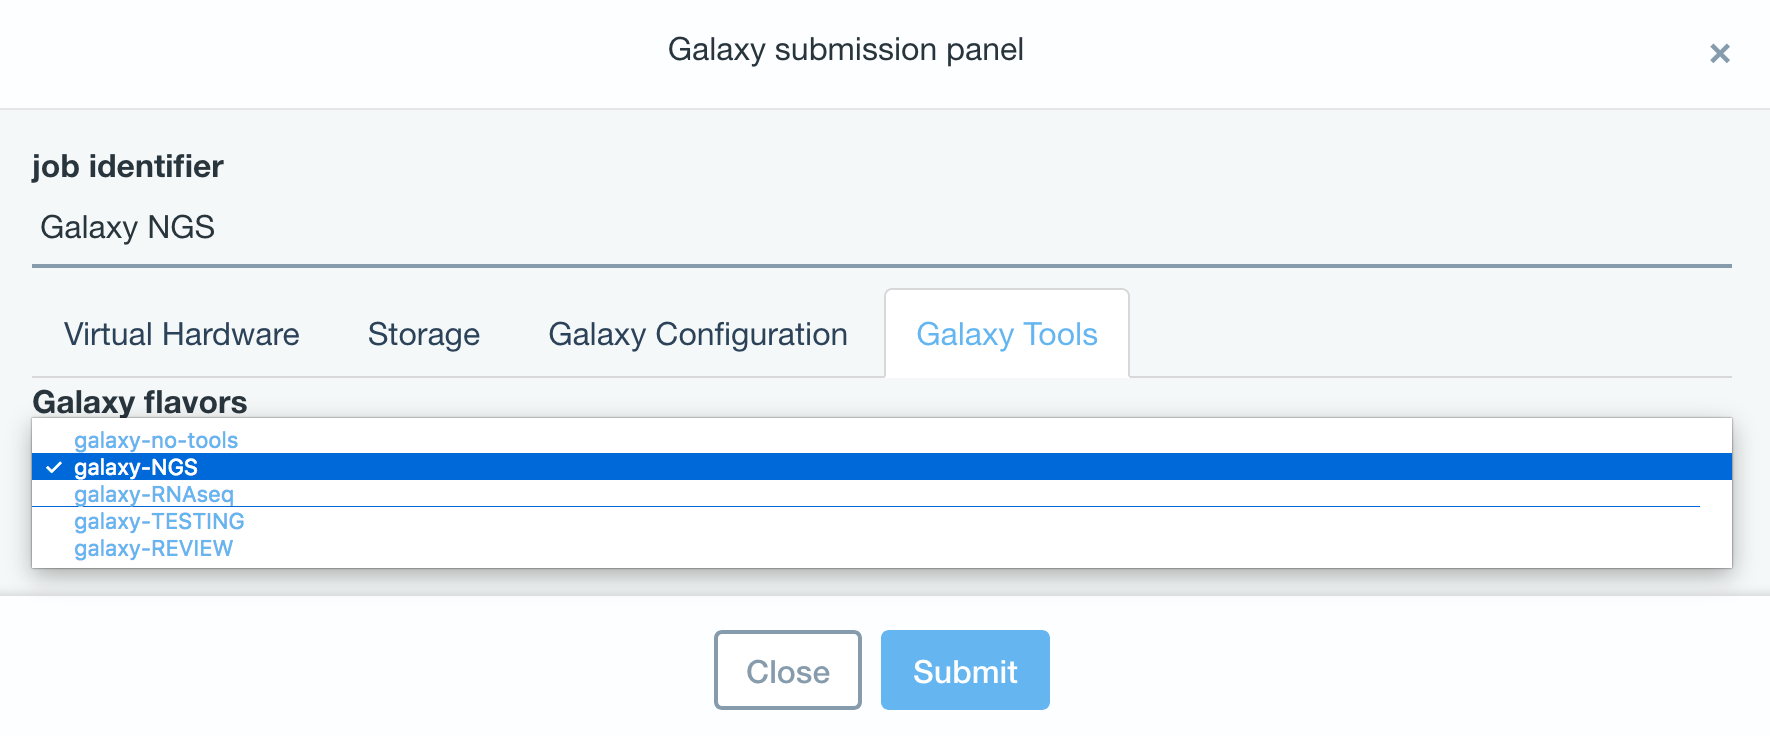 Galaxy submission panel
×
job identifier
Galaxy NGS
Virtual Hardware Storage Galaxy Configuration Galaxy Tools
Galaxy flavors
galaxy-no-tools
✓ galaxy-NGS
galaxy-RNAseq
galaxy-TESTING
galaxy-REVIEW
Close Submit